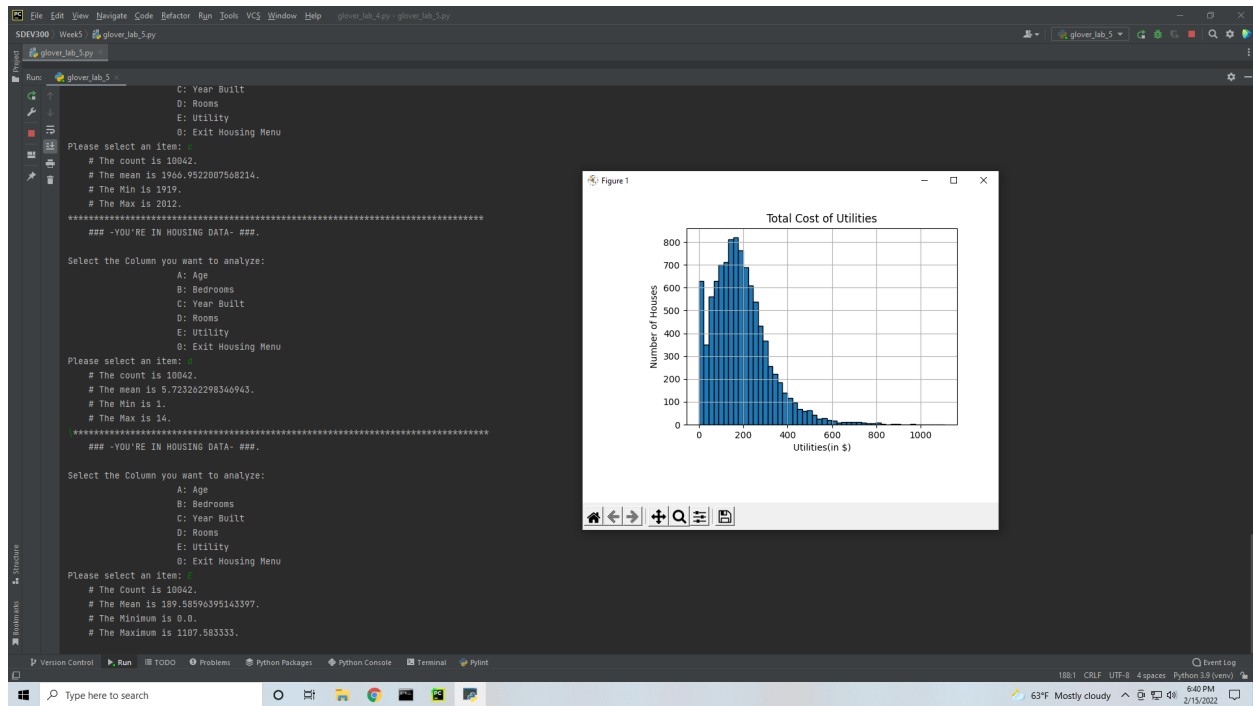 File Edit View Navigate Code Refactor Run Tools VCS Window Help glover_lab_4.py - glover_lab_5.py
SDEV300 Week5 glover_lab_5.py glover_lab_5
Project glover_lab_5.py
Run: glover_lab_5
C: Year Built
D: Rooms
E: Utility
0: Exit Housing Menu
Please select an item: c
# The count is 10042.
# The mean is 1966.9522007568214.
# The Min is 1919.
# The Max is 2012.
********************************************************************************
### -YOU'RE IN HOUSING DATA- ###.
Select the Column you want to analyze:
A: Age
B: Bedrooms
C: Year Built
D: Rooms
E: Utility
0: Exit Housing Menu
Please select an item: d
# The count is 10042.
# The mean is 5.723262298346943.
# The Min is 1.
# The Max is 14.
\********************************************************************************
### -YOU'RE IN HOUSING DATA- ###.
Select the Column you want to analyze:
A: Age
B: Bedrooms
C: Year Built
D: Rooms
E: Utility
0: Exit Housing Menu
Please select an item: E
# The Count is 10042.
# The Mean is 189.58596395143397.
# The Minimum is 0.0.
# The Maximum is 1107.583333.
Figure 1
Total Cost of Utilities
800
700
600
500
400
300
200
100
0
Number of Houses
0 200 400 600 800 1000
Utilities(in $)
Structure
Bookmarks
Version Control Run TODO Problems Python Packages Python Console Terminal Pylint Event Log
188:1 CRLF UTF-8 4 spaces Python 3.9 (venv)
Type here to search 63°F Mostly cloudy 6:40 PM
2/15/2022